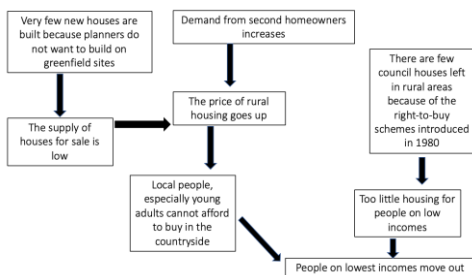 Very few new houses are
built because planners do
not want to build on
greenfield sites
Demand from second homeowners
increases
There are few
council houses left
in rural areas
because of the
right-to-buy
schemes introduced
in 1980
The supply of
houses for sale is
low
The price of rural
housing goes up
Local people,
especially young
adults cannot afford
to buy in the
countryside
Too little housing for
people on low
incomes
People on lowest incomes move out